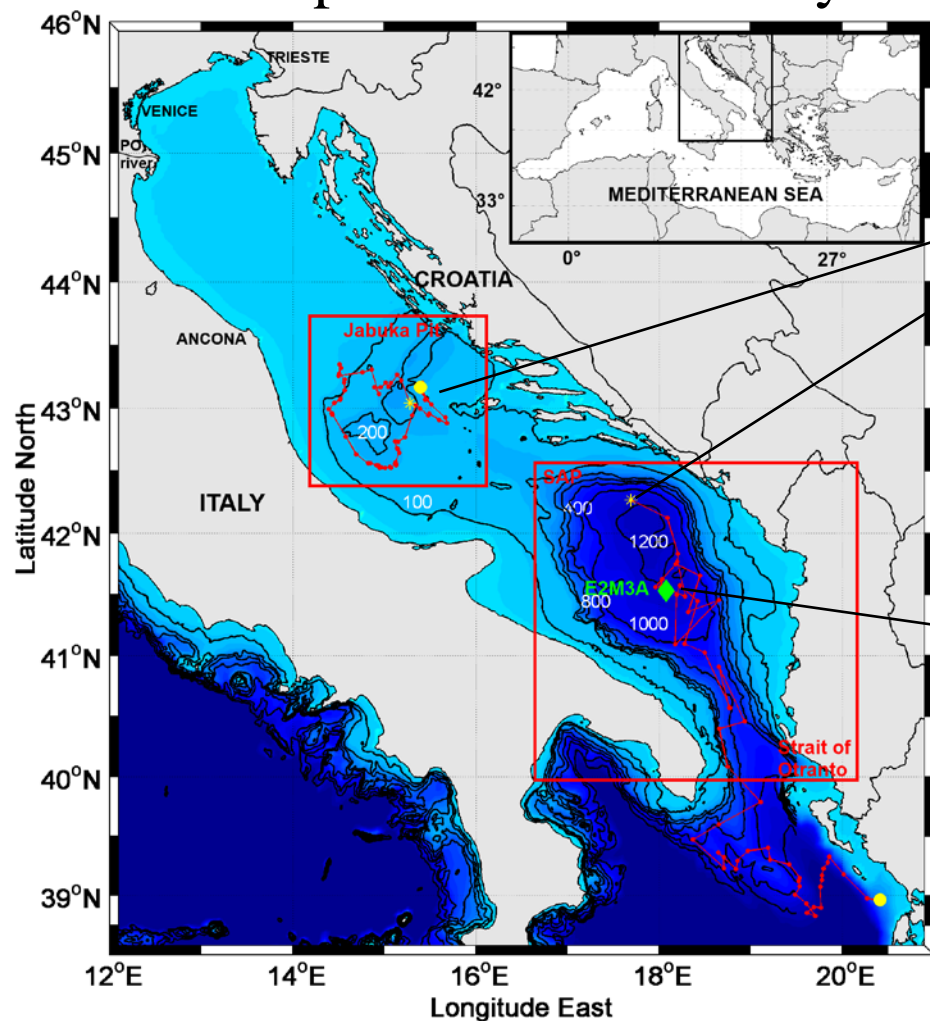 46°N
45°N
44°N
43°N
42°N
41°N
40°N
39°N
Latitude North
TRIESTE
VENICE
river
42°
33°
MEDITERRANEAN SEA
0°
27°
CROATIA
ANCONA
Jabuka Pit
200
100
ITALY
SAP
1200
E2M3A
800
1000
Strait of
Otranto
12°E
14°E
16°E
18°E
20°E
Longitude East